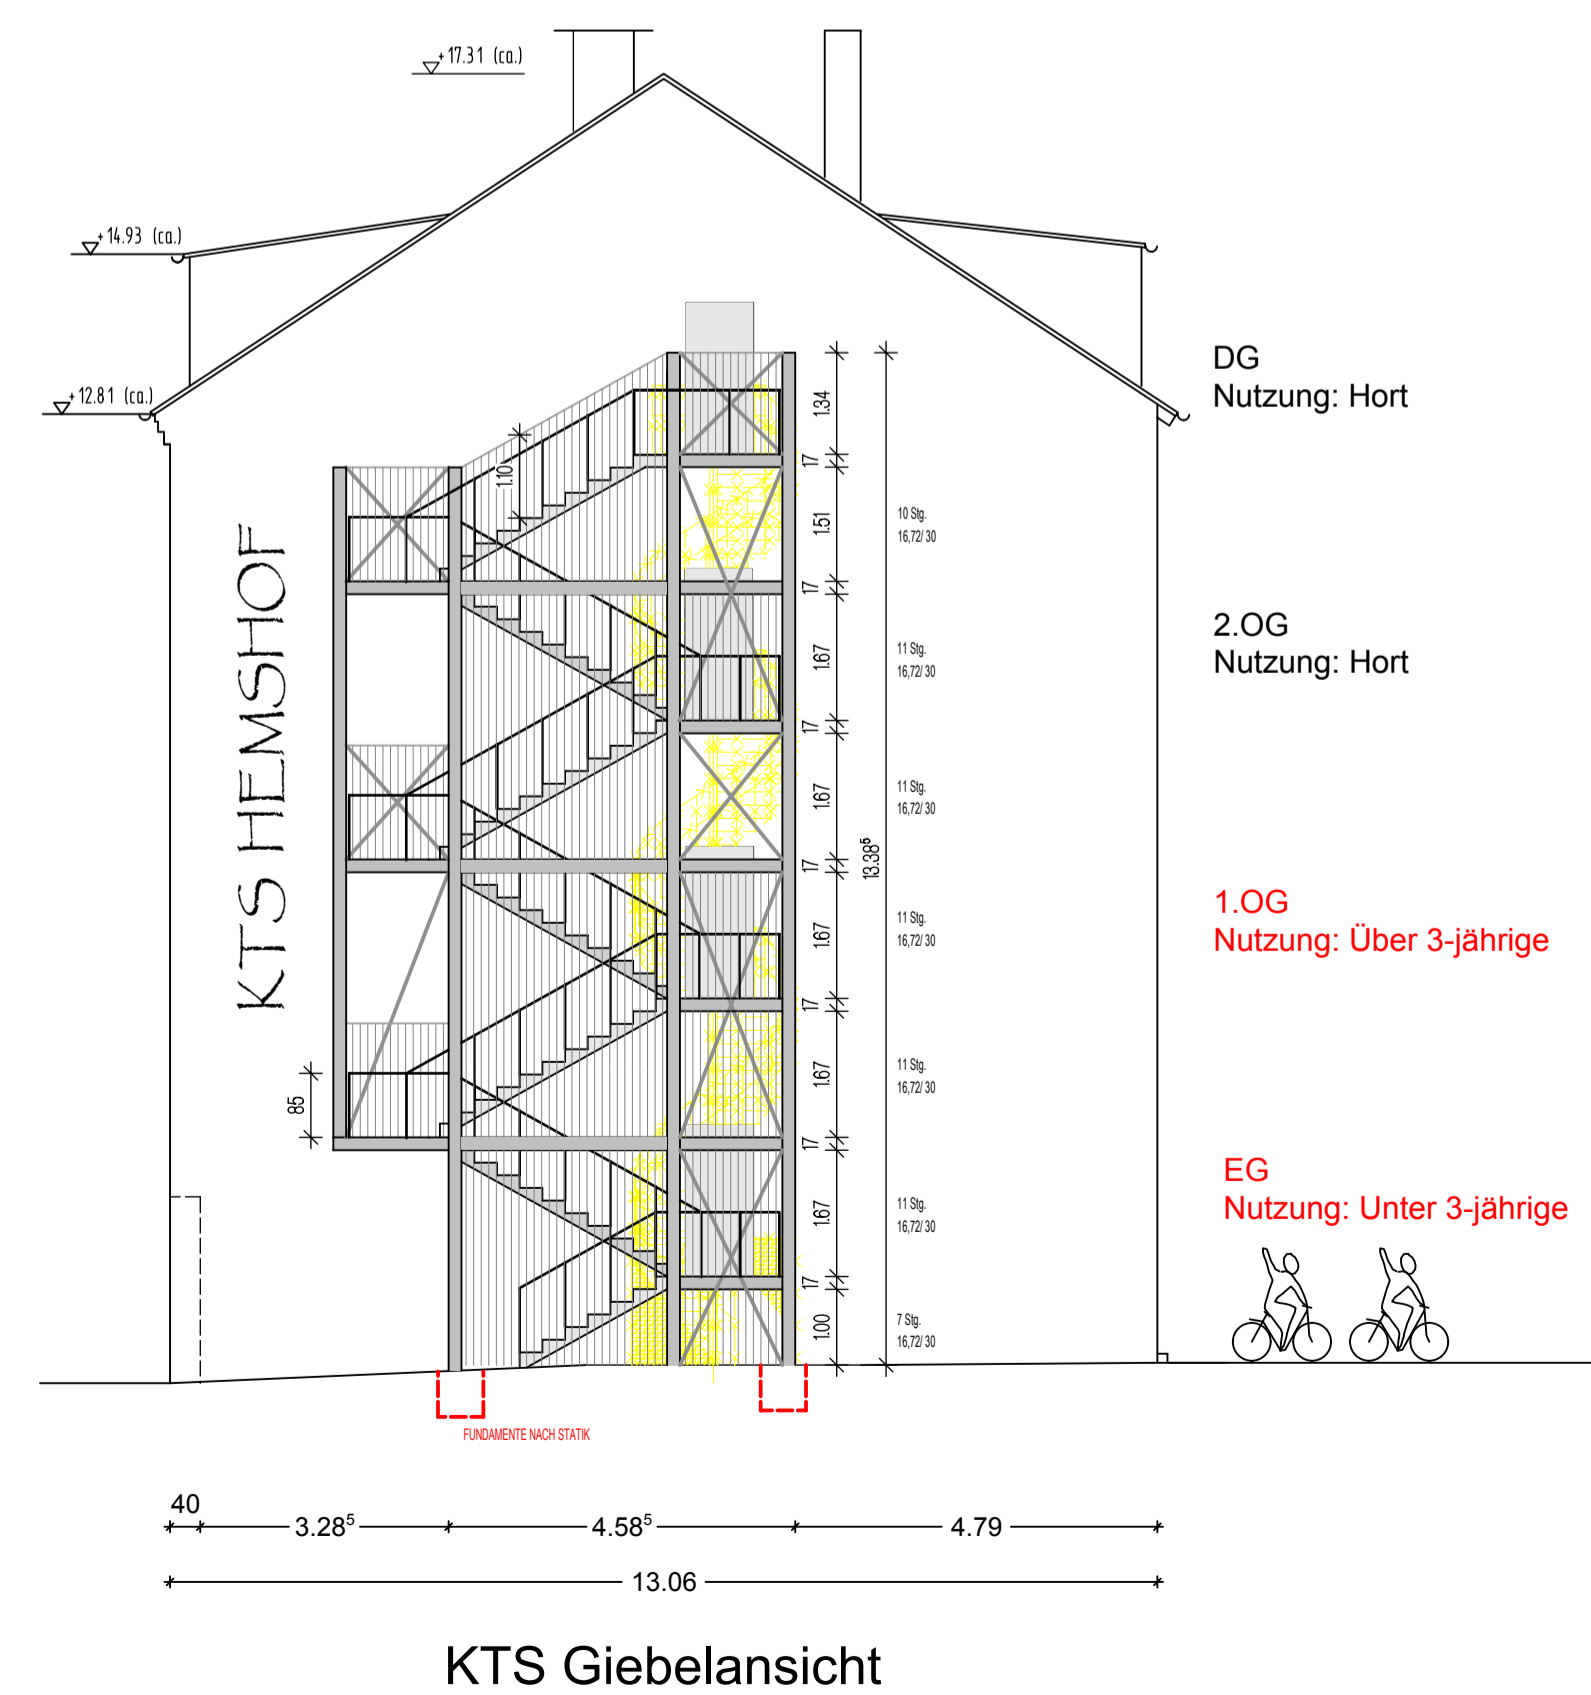 +17.31 (ca.)
+14.93 (ca.)
+12.81 (ca.)
DG
Nutzung: Hort
2.OG
Nutzung: Hort
1.OG
Nutzung: Über 3-jährige
EG
Nutzung: Unter 3-jährige
KTS HEMSHOF
1.10
85
1.34
17
1.51
17
1.67
17
1.67
17
1.67
17
1.67
17
1.67
17
1.00
13.38⁵
10 Stg.
16,72/ 30
11 Stg.
16,72/ 30
11 Stg.
16,72/ 30
11 Stg.
16,72/ 30
11 Stg.
16,72/ 30
11 Stg.
16,72/ 30
7 Stg.
16,72/ 30
FUNDAMENTE NACH STATIK
40
3.28⁵
4.58⁵
4.79
13.06
KTS Giebelansicht